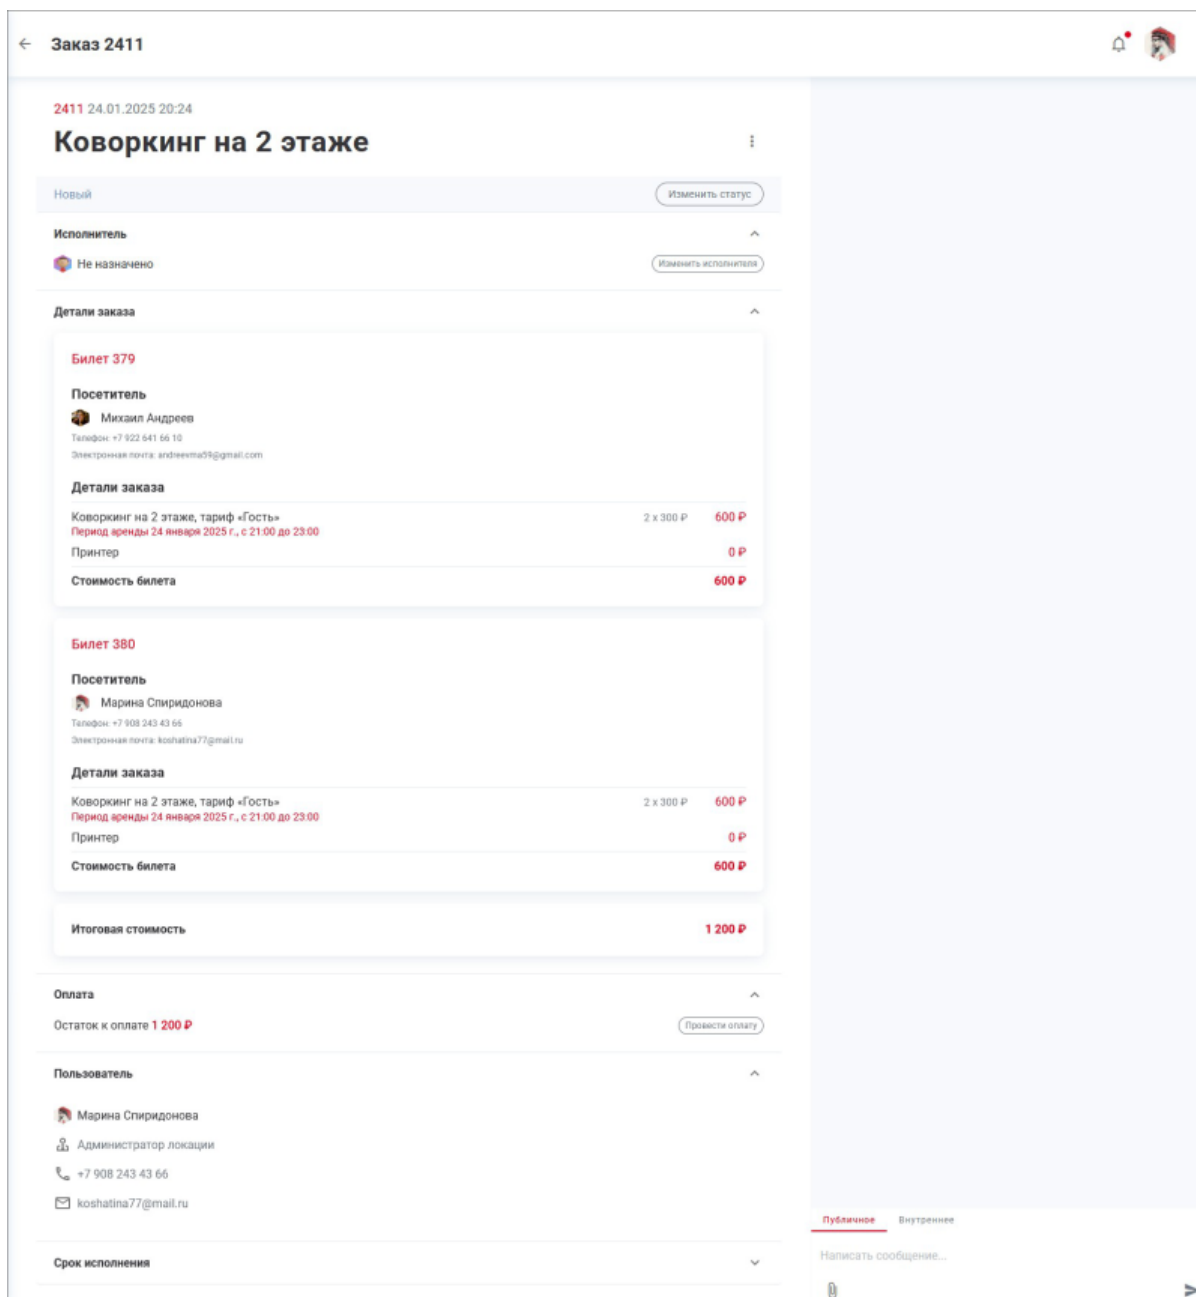 Заказ 2411
2411 24.01.2025 20:24
Коворкинг на 2 этаже
Новый
Изменить статус
Исполнитель
Не назначено
Изменить исполнителя
Детали заказа
Билет 379
Посетитель
Михаил Андреев
Телефон: +7 922 641 66 10
Электронная почта: andreevma59@gmail.com
Детали заказа
Коворкинг на 2 этаже, тариф «Гость» 2 x 300 ₽ 600 ₽
Период аренды 24 января 2025 г., с 21:00 до 23:00
Принтер 0 ₽
Стоимость билета 600 ₽
Билет 380
Посетитель
Марина Спиридонова
Телефон: +7 908 243 43 66
Электронная почта: koshatina77@mail.ru
Детали заказа
Коворкинг на 2 этаже, тариф «Гость» 2 x 300 ₽ 600 ₽
Период аренды 24 января 2025 г., с 21:00 до 23:00
Принтер 0 ₽
Стоимость билета 600 ₽
Итоговая стоимость 1 200 ₽
Оплата
Остаток к оплате 1 200 ₽
Провести оплату
Пользователь
Марина Спиридонова
Администратор локации
+7 908 243 43 66
koshatina77@mail.ru
Срок исполнения
Публичное Внутреннее
Написать сообщение...